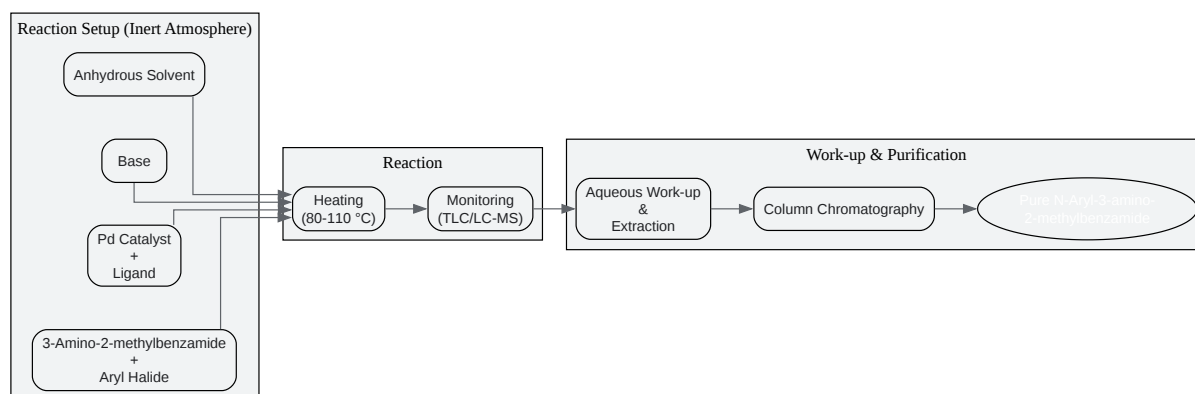 Reaction Setup (Inert Atmosphere)
Anhydrous Solvent
Base
Pd Catalyst
+
Ligand
3-Amino-2-methylbenzamide
+
Aryl Halide
Reaction
Heating
(80-110 °C)
Monitoring
(TLC/LC-MS)
Work-up & Purification
Aqueous Work-up
&
Extraction
Column Chromatography
Pure N-Aryl-3-amino-
2-methylbenzamide